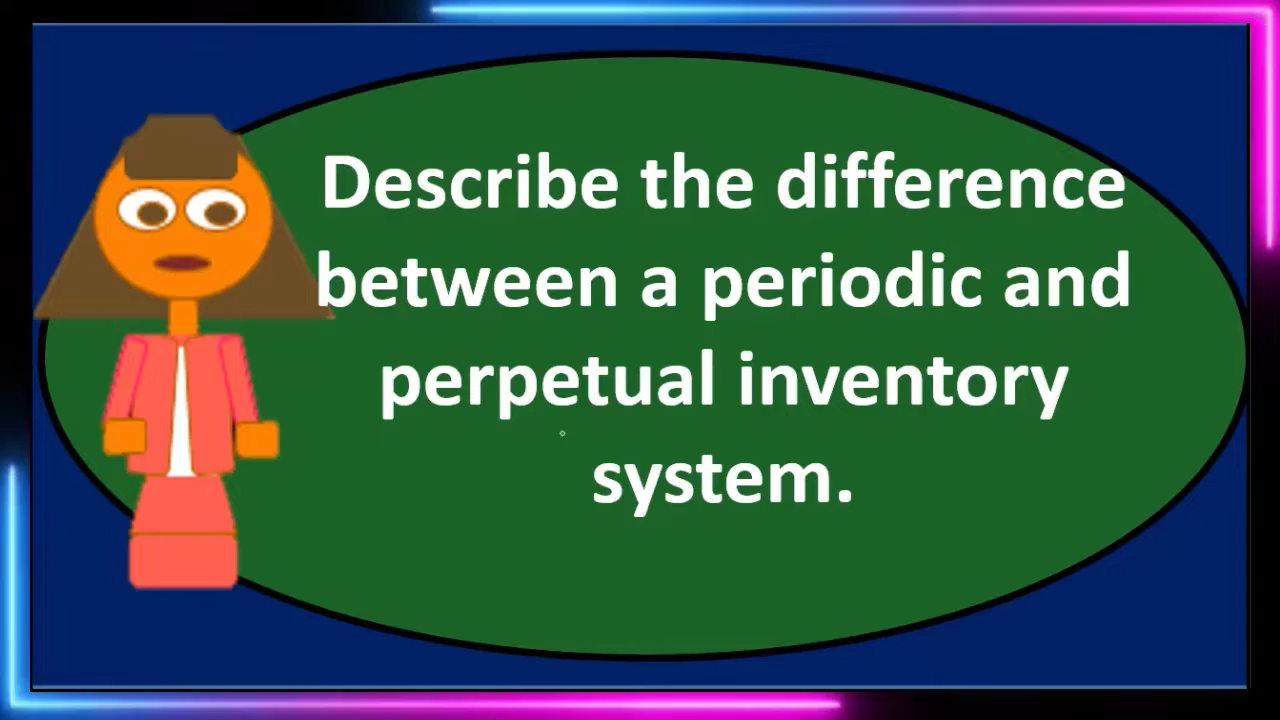 Describe the difference
between a periodic and
perpetual inventory
system.